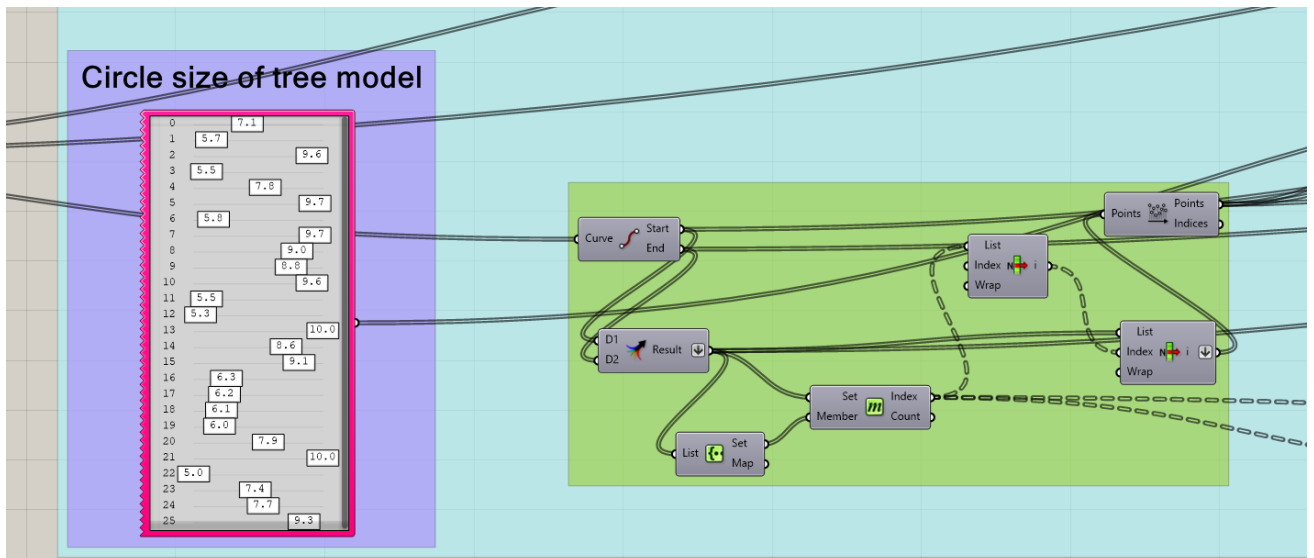 Circle size of tree model
0 7.1
1 5.7
2 9.6
3 5.5
4 7.8
5 9.7
6 5.8
7 9.7
8 9.0
9 8.8
10 9.6
11 5.5
12 5.3
13 10.0
14 8.6
15 9.1
16 6.3
17 6.2
18 6.1
19 6.0
20 7.9
21 10.0
22 5.0
23 7.4
24 7.7
25 9.3
Curve Start
End
Points Points
Indices
List
Index N i
Wrap
D1 Result
D2
List
Index N i
Wrap
Set m Index
Member Count
List Set
Map